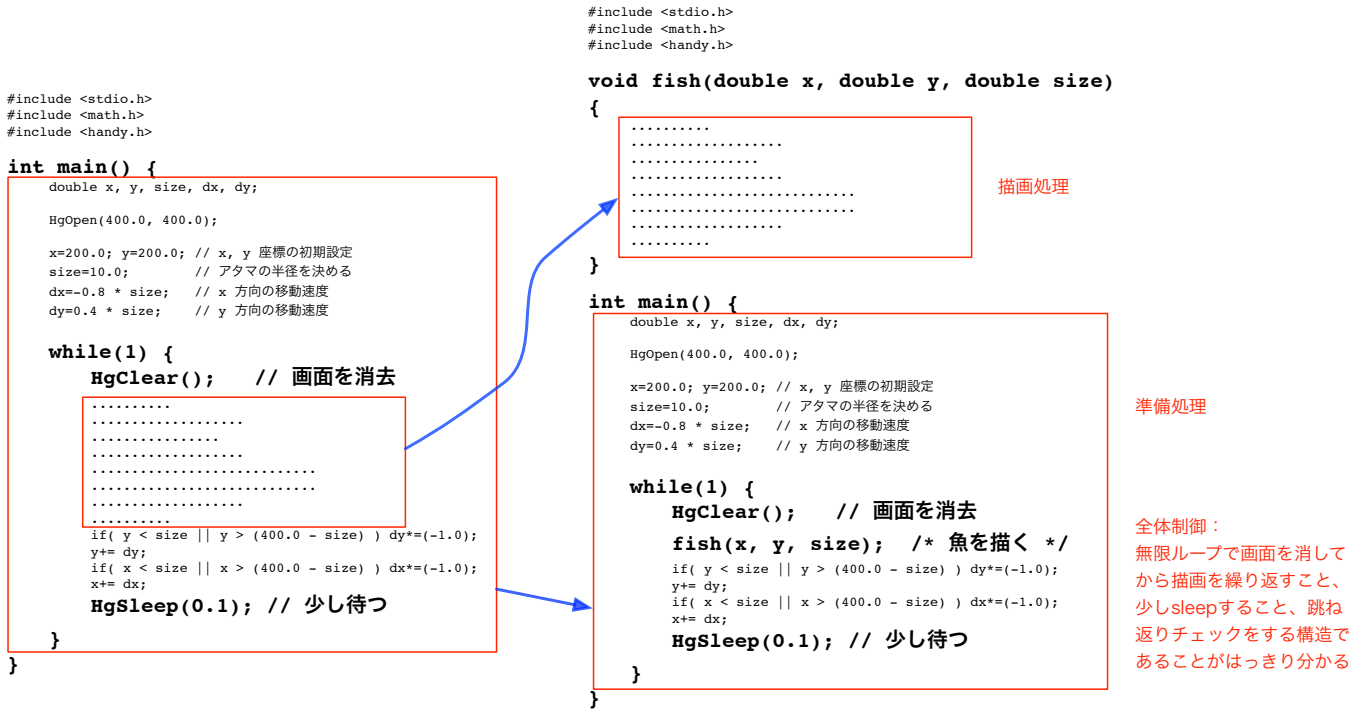 #include <stdio.h>
#include <math.h>
#include <handy.h>
int main() {
double x, y, size, dx, dy;
HgOpen(400.0, 400.0);
x=200.0; y=200.0; // x, y 座標の初期設定
size=10.0; // アタマの半径を決める
dx=-0.8 * size; // x 方向の移動速度
dy=0.4 * size; // y 方向の移動速度
while(1) {
HgClear(); // 画面を消去
..........
...................
................
...................
............................
............................
...................
..........
if( y < size || y > (400.0 - size) ) dy*=(-1.0);
y+= dy;
if( x < size || x > (400.0 - size) ) dx*=(-1.0);
x+= dx;
HgSleep(0.1); // 少し待つ
}
}
#include <stdio.h>
#include <math.h>
#include <handy.h>
void fish(double x, double y, double size)
{
..........
...................
................
...................
............................
............................
...................
..........
}
描画処理
int main() {
double x, y, size, dx, dy;
HgOpen(400.0, 400.0);
x=200.0; y=200.0; // x, y 座標の初期設定
size=10.0; // アタマの半径を決める
dx=-0.8 * size; // x 方向の移動速度
dy=0.4 * size; // y 方向の移動速度
準備処理
while(1) {
HgClear(); // 画面を消去
fish(x, y, size); /* 魚を描く */
if( y < size || y > (400.0 - size) ) dy*=(-1.0);
y+= dy;
if( x < size || x > (400.0 - size) ) dx*=(-1.0);
x+= dx;
HgSleep(0.1); // 少し待つ
}
}
全体制御：
無限ループで画面を消して
から描画を繰り返すこと、
少しsleepすること、跳ね
返りチェックをする構造で
あることがはっきり分かる